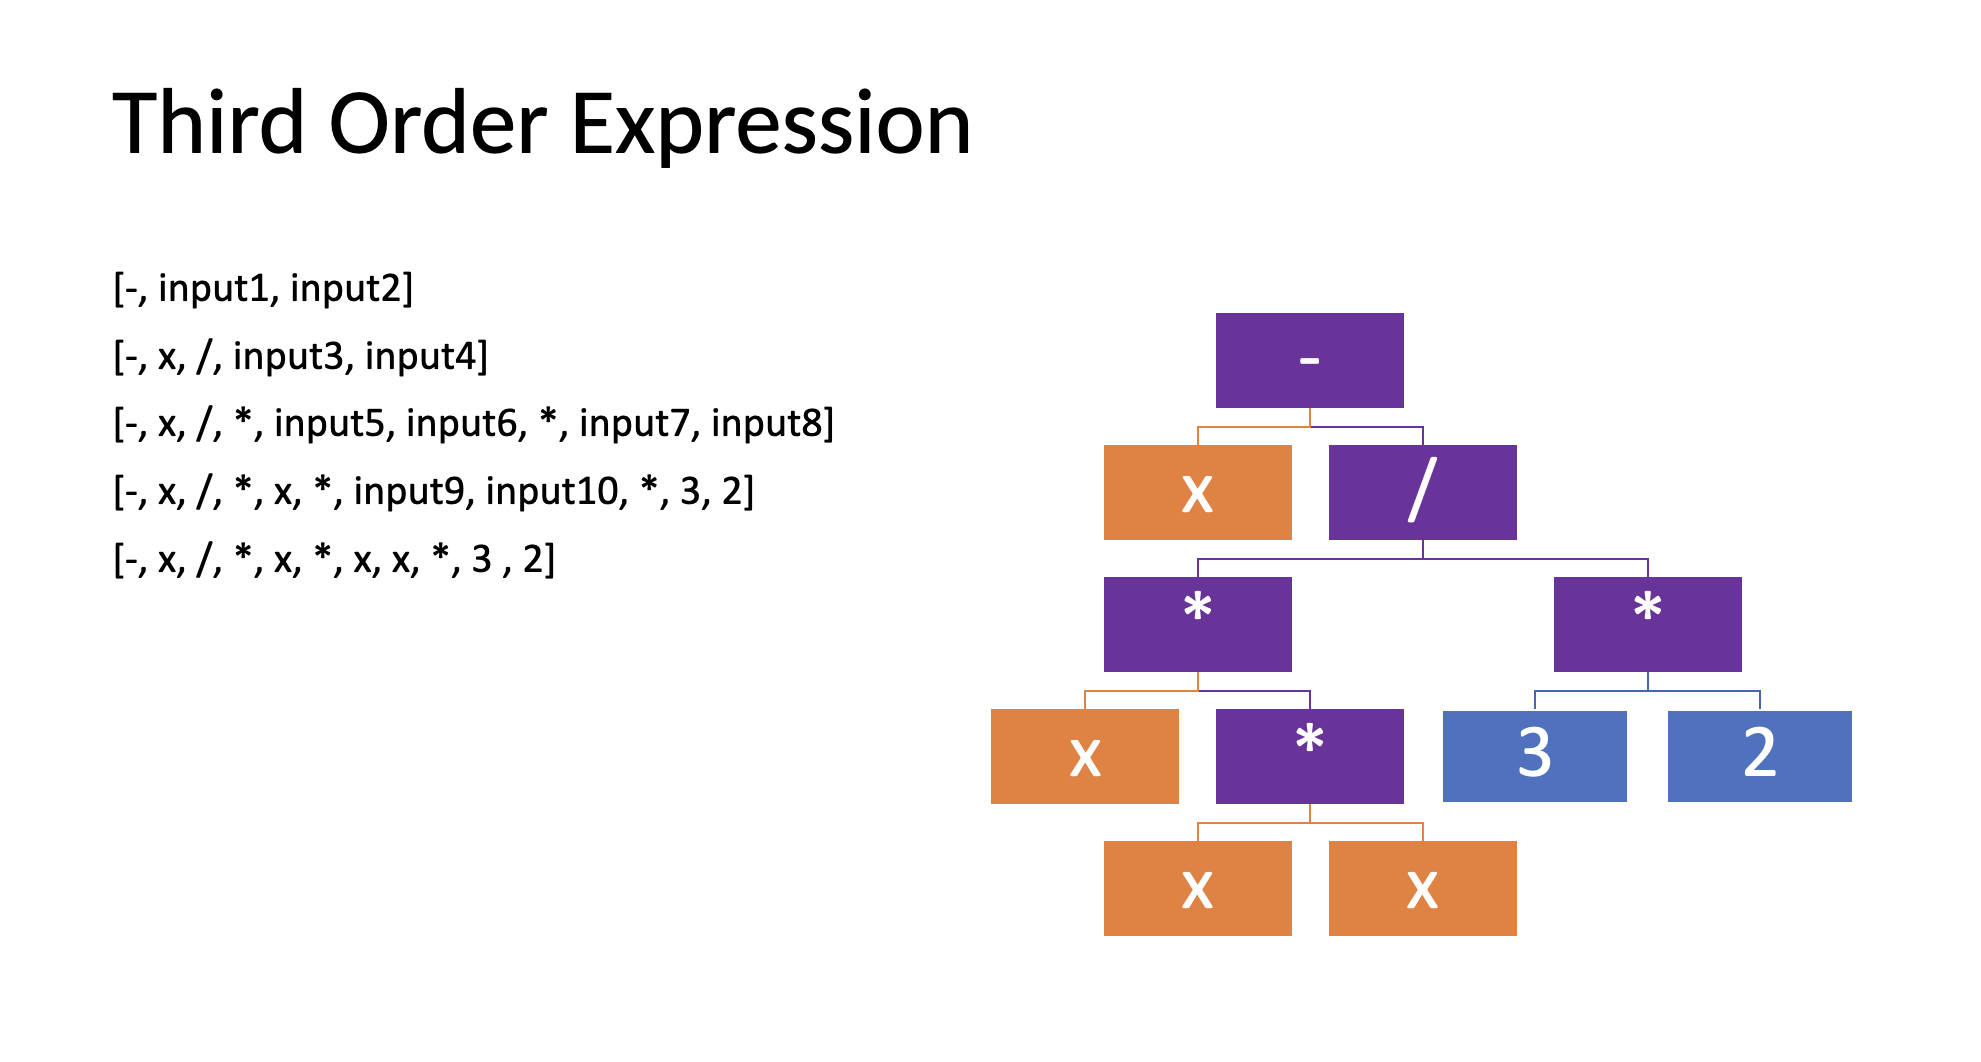 Third Order Expression
[-, input1, input2]
[-, x, /, input3, input4]
[-, x, /, *, input5, input6, *, input7, input8]
[-, x, /, *, x, *, input9, input10, *, 3, 2]
[-, x, /, *, x, *, x, x, *, 3 , 2]
-
x /
* *
x * 3 2
x x